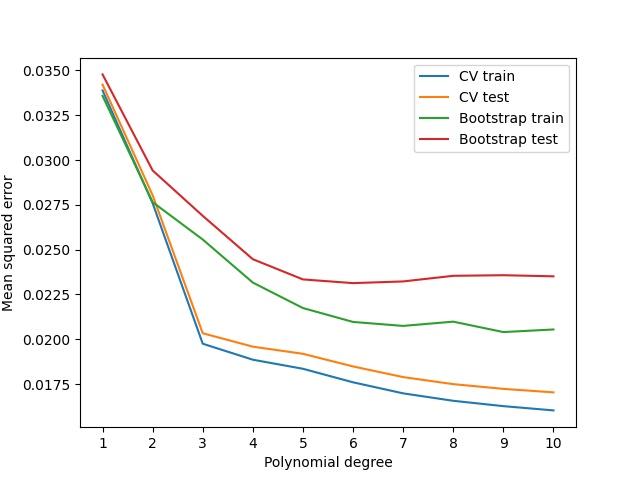 0.0350
0.0325
0.0300
0.0275
0.0250
0.0225
0.0200
0.0175
Mean squared error
CV train
CV test
Bootstrap train
Bootstrap test
1 2 3 4 5 6 7 8 9 10
Polynomial degree